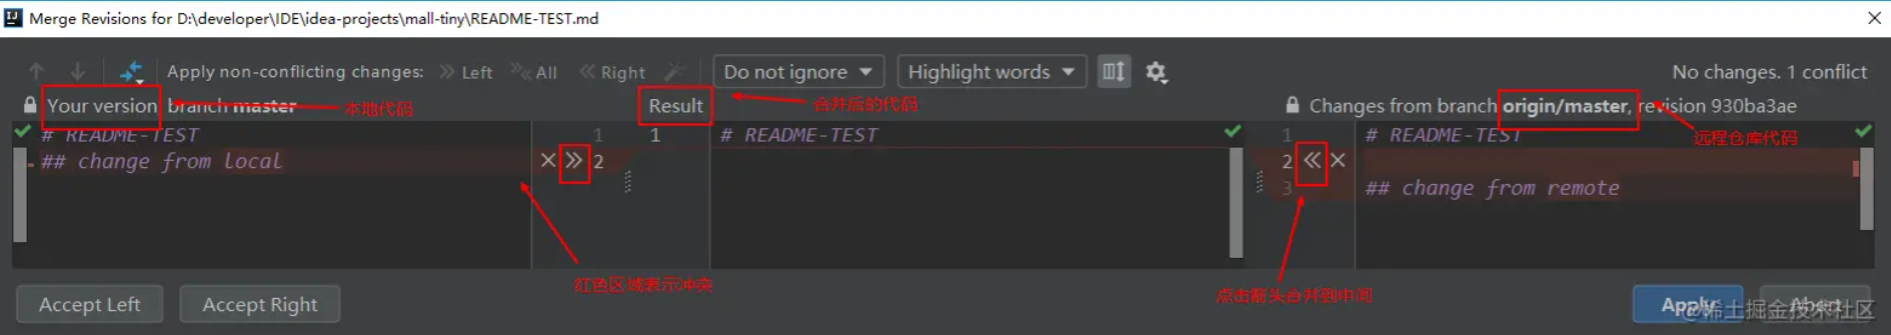 Merge Revisions for D:\developer\IDE\idea-projects\mall-tiny\README-TEST.md
Apply non-conflicting changes: Left All Right Do not ignore Highlight words No changes. 1 conflict
Your version branch master 本地代码 Result 合并后的代码 Changes from branch origin/master, revision 930ba3ae
远程仓库代码
# README-TEST 1 1 # README-TEST 1 # README-TEST
## change from local 2 2
3 ## change from remote
红色区域表示冲突
点击箭头合并到中间
Accept Left Accept Right Apply Abort
@稀土掘金技术社区